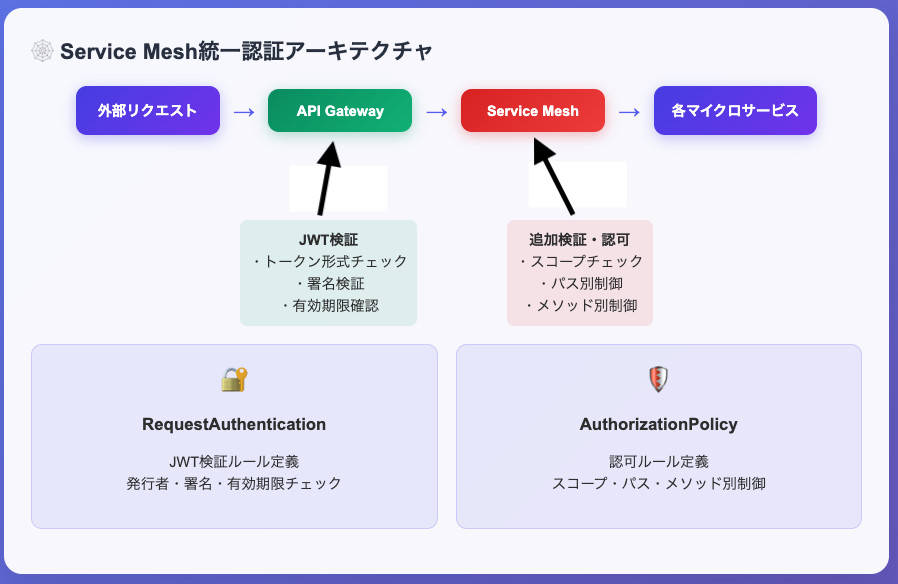 Service Mesh統一認証アーキテクチャ
外部リクエスト → API Gateway → Service Mesh → 各マイクロサービス
JWT検証
・トークン形式チェック
・署名検証
・有効期限確認
追加検証・認可
・スコープチェック
・パス別制御
・メソッド別制御
RequestAuthentication
JWT検証ルール定義
発行者・署名・有効期限チェック
AuthorizationPolicy
認可ルール定義
スコープ・パス・メソッド別制御